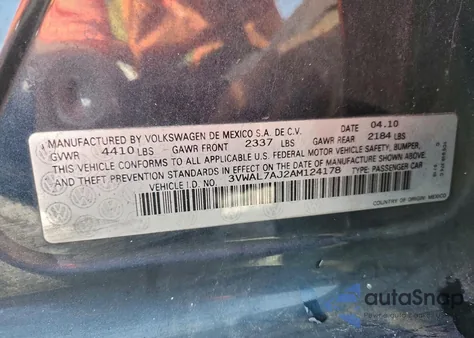 MANUFACTURED BY VOLKSWAGEN DE MEXICO S.A. DE C.V. DATE 04.10
GVWR 4410 LBS GAWR FRONT 2337 LBS GAWR REAR 2184 LBS
THIS VEHICLE CONFORMS TO ALL APPLICABLE U.S. FEDERAL MOTOR VEHICLE SAFETY, BUMPER,
AND THEFT PREVENTION STANDARDS IN EFFECT ON THE DATE OF MANUFACTURE SHOWN ABOVE.
VEHICLE I.D. NO. 3VWAL7AJ2AM124178 TYPE: PASSENGER CAR
COUNTRY OF ORIGIN: MEXICO
autoSnap